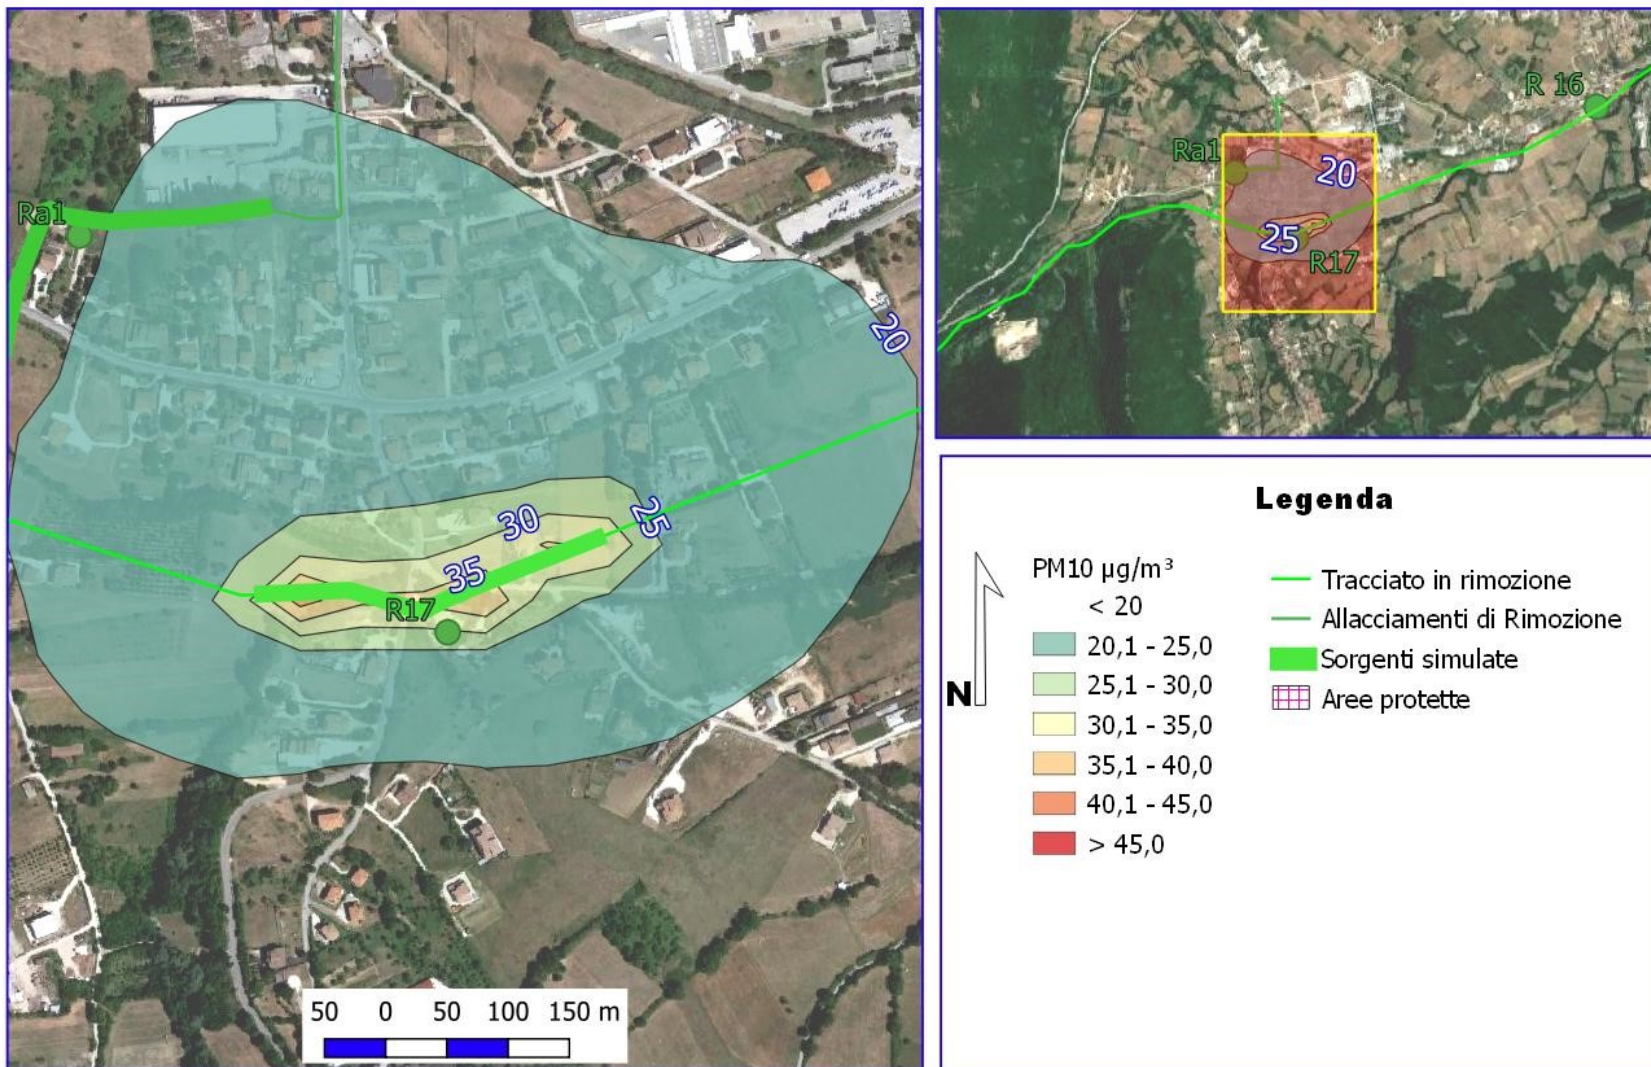 Ra1
20
25
30
35
R17
50 0 50 100 150 m
R 16
Ra1
20
25
R17
Legenda
N
PM10 µg/m³
< 20
20,1 - 25,0
25,1 - 30,0
30,1 - 35,0
35,1 - 40,0
40,1 - 45,0
> 45,0
Tracciato in rimozione
Allacciamenti di Rimozione
Sorgenti simulate
Aree protette